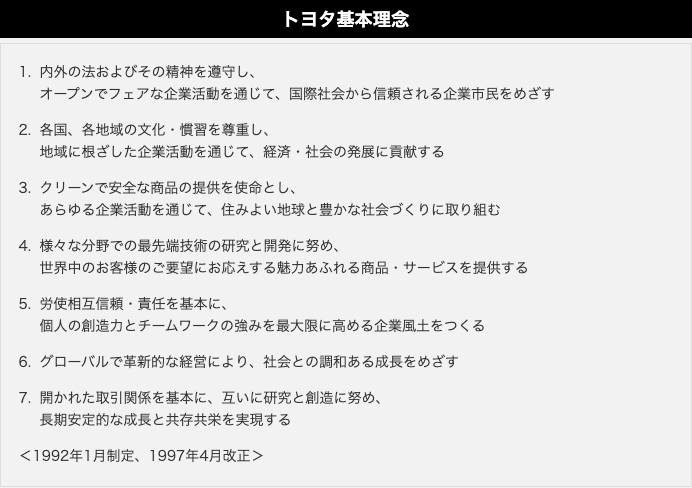 トヨタ基本理念
1. 内外の法およびその精神を遵守し、
オープンでフェアな企業活動を通じて、国際社会から信頼される企業市民をめざす
2. 各国、各地域の文化・慣習を尊重し、
地域に根ざした企業活動を通じて、経済・社会の発展に貢献する
3. クリーンで安全な商品の提供を使命とし、
あらゆる企業活動を通じて、住みよい地球と豊かな社会づくりに取り組む
4. 様々な分野での最先端技術の研究と開発に努め、
世界中のお客様のご要望にお応えする魅力あふれる商品・サービスを提供する
5. 労使相互信頼・責任を基本に、
個人の創造力とチームワークの強みを最大限に高める企業風土をつくる
6. グローバルで革新的な経営により、社会との調和ある成長をめざす
7. 開かれた取引関係を基本に、互いに研究と創造に努め、
長期安定的な成長と共存共栄を実現する
＜1992年1月制定、1997年4月改正＞